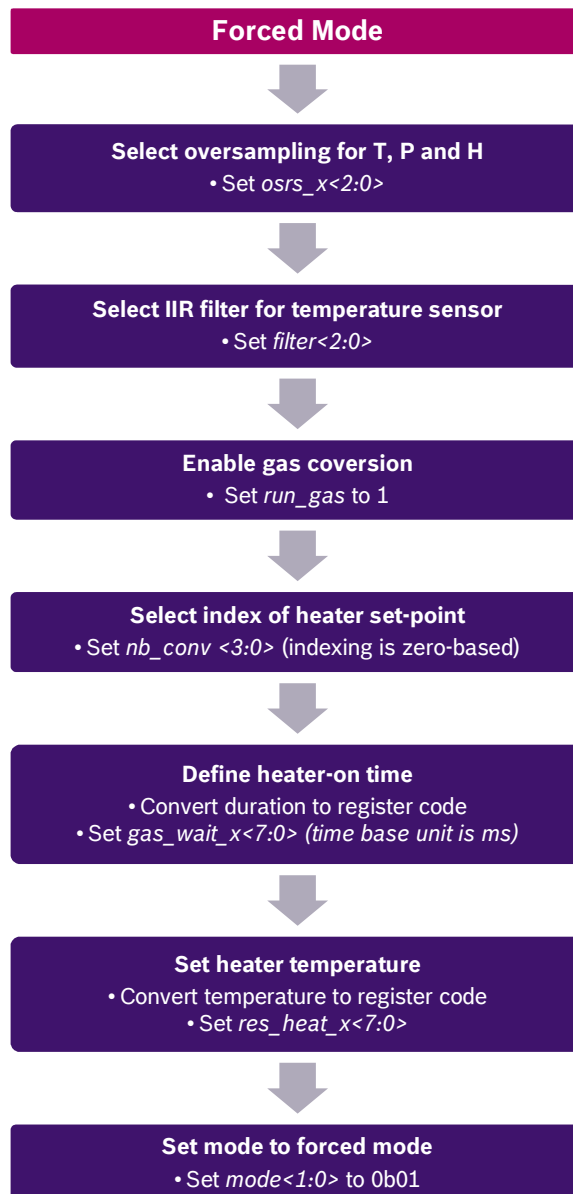 Forced Mode
Select oversampling for T, P and H
• Set osrs_x<2:0>
Select IIR filter for temperature sensor
• Set filter<2:0>
Enable gas coversion
• Set run_gas to 1
Select index of heater set-point
• Set nb_conv <3:0> (indexing is zero-based)
Define heater-on time
• Convert duration to register code
• Set gas_wait_x<7:0> (time base unit is ms)
Set heater temperature
• Convert temperature to register code
• Set res_heat_x<7:0>
Set mode to forced mode
• Set mode<1:0> to 0b01